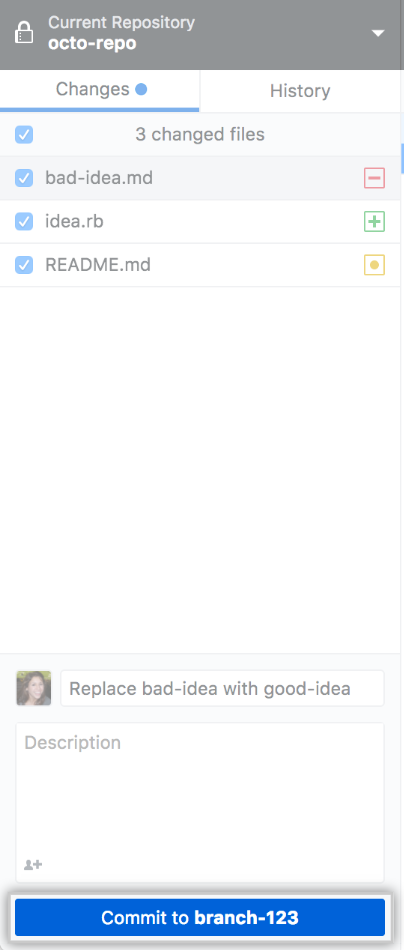 Current Repository
octo-repo
Changes
History
3 changed files
bad-idea.md
idea.rb
README.md
Replace bad-idea with good-idea
Description
Commit to branch-123